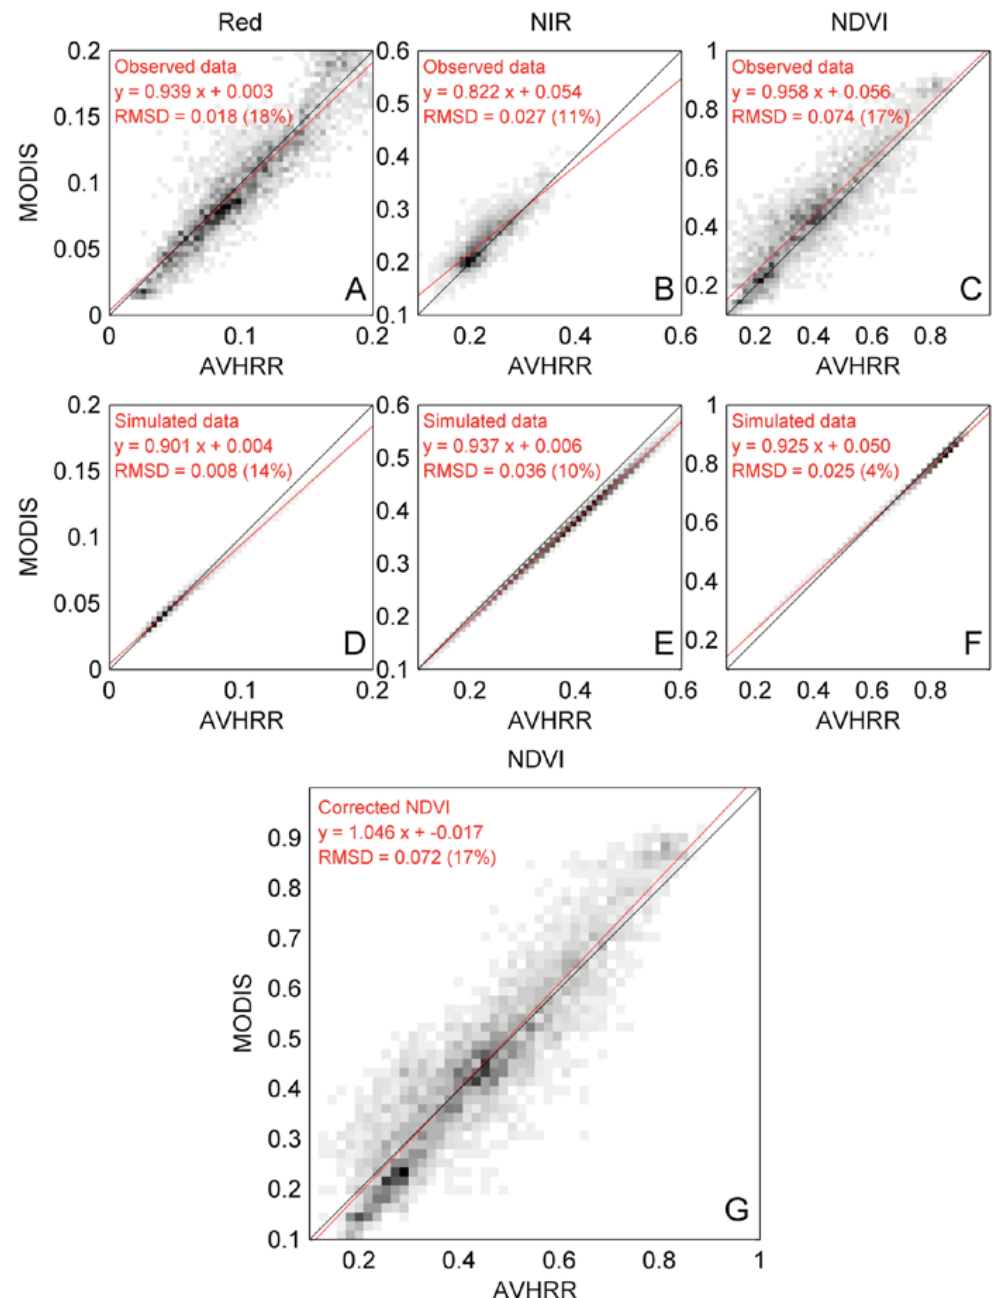 Red
NIR
NDVI
0.2
0.15
0.1
0.05
0
MODIS
Observed data
y = 0.939 x + 0.003
RMSD = 0.018 (18%)
A
0
0.1
0.2
AVHRR
0.6
0.5
0.4
0.3
0.2
0.1
Observed data
y = 0.822 x + 0.054
RMSD = 0.027 (11%)
B
0.2
0.4
0.6
AVHRR
1
0.8
0.6
0.4
0.2
Observed data
y = 0.958 x + 0.056
RMSD = 0.074 (17%)
C
0.2
0.4
0.6
0.8
AVHRR
0.2
0.15
0.1
0.05
0
MODIS
Simulated data
y = 0.901 x + 0.004
RMSD = 0.008 (14%)
D
0
0.1
0.2
AVHRR
0.6
0.5
0.4
0.3
0.2
0.1
Simulated data
y = 0.937 x + 0.006
RMSD = 0.036 (10%)
E
0.2
0.4
0.6
AVHRR
1
0.8
0.6
0.4
0.2
Simulated data
y = 0.925 x + 0.050
RMSD = 0.025 (4%)
F
0.2
0.4
0.6
0.8
AVHRR
NDVI
0.9
0.8
0.7
0.6
0.5
0.4
0.3
0.2
0.1
MODIS
Corrected NDVI
y = 1.046 x + -0.017
RMSD = 0.072 (17%)
G
0.2
0.4
0.6
0.8
1
AVHRR